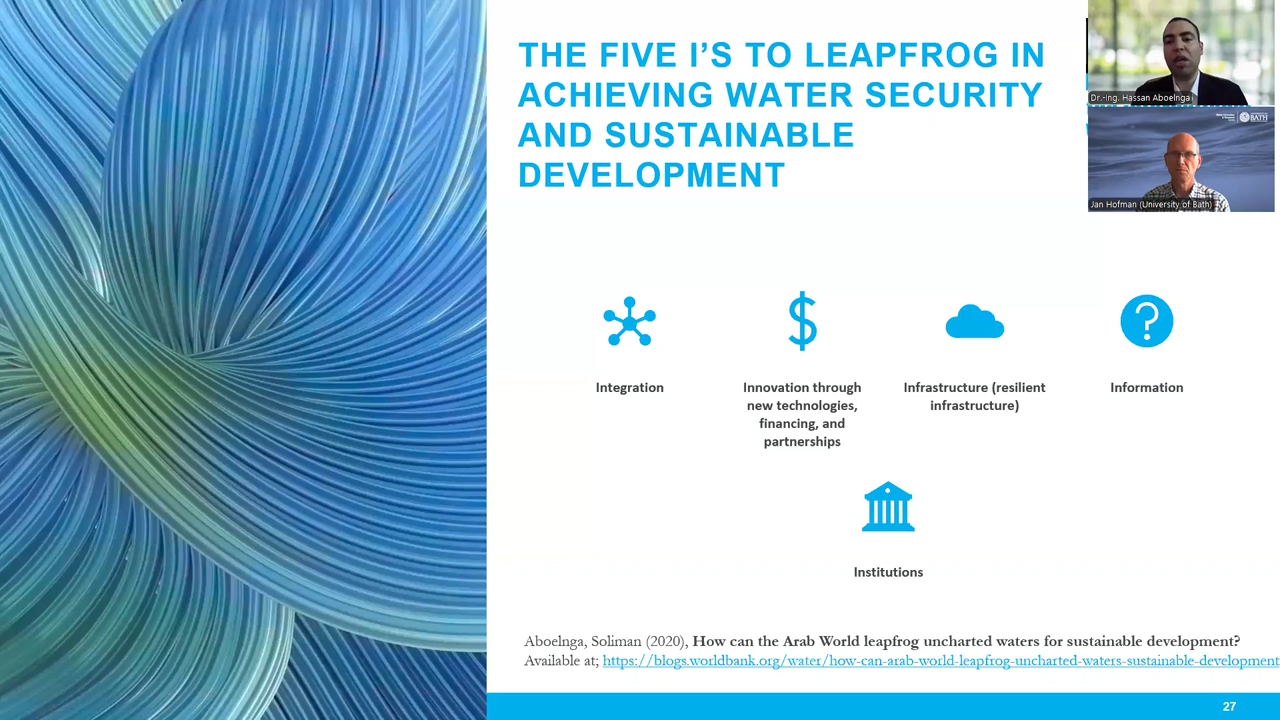 THE FIVE I'S TO LEAPFROG IN
ACHIEVING WATER SECURITY
AND SUSTAINABLE
DEVELOPMENT
Dr.-Ing. Hassan Aboelnga
BATH
Jan Hofman (University of Bath)
Integration
Innovation through
new technologies,
financing, and
partnerships
Infrastructure (resilient
infrastructure)
Information
Institutions
Aboelnga, Soliman (2020), How can the Arab World leapfrog uncharted waters for sustainable development?
Available at; https://blogs.worldbank.org/water/how-can-arab-world-leapfrog-uncharted-waters-sustainable-development
27